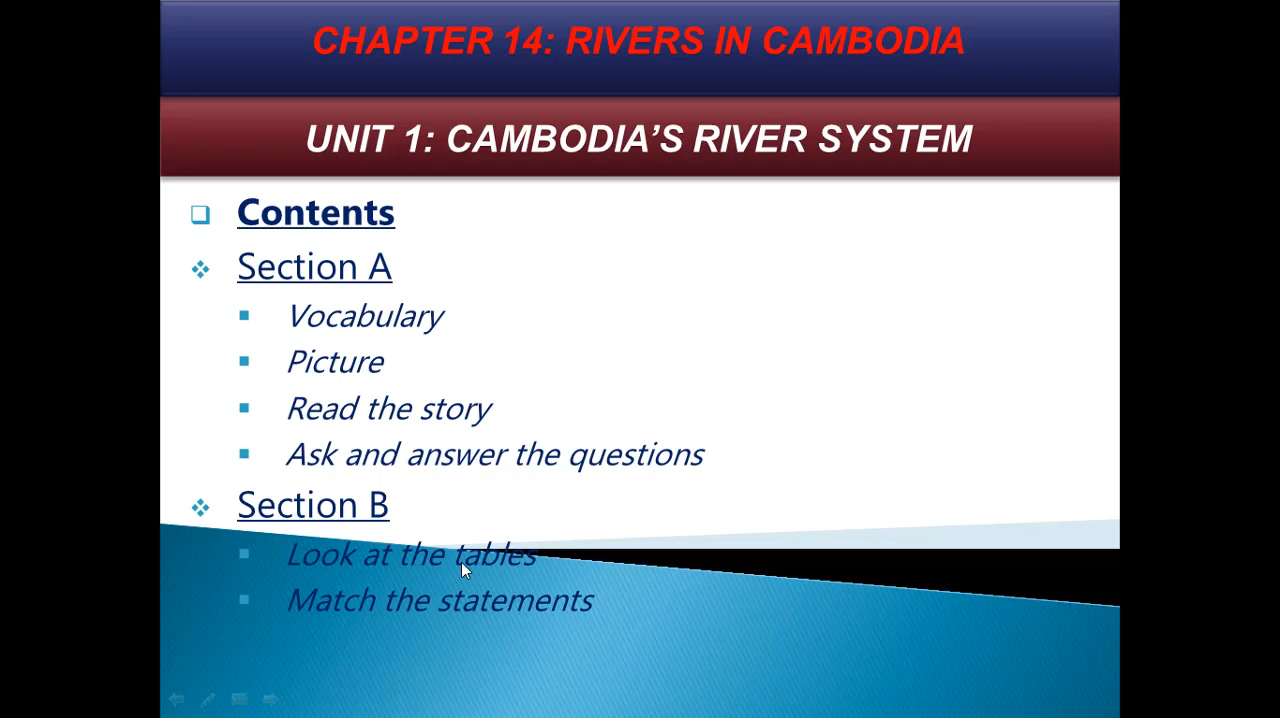 CHAPTER 14: RIVERS IN CAMBODIA
UNIT 1: CAMBODIA’S RIVER SYSTEM
Contents
Section A
Vocabulary
Picture
Read the story
Ask and answer the questions
Section B
Look at the tables
Match the statements